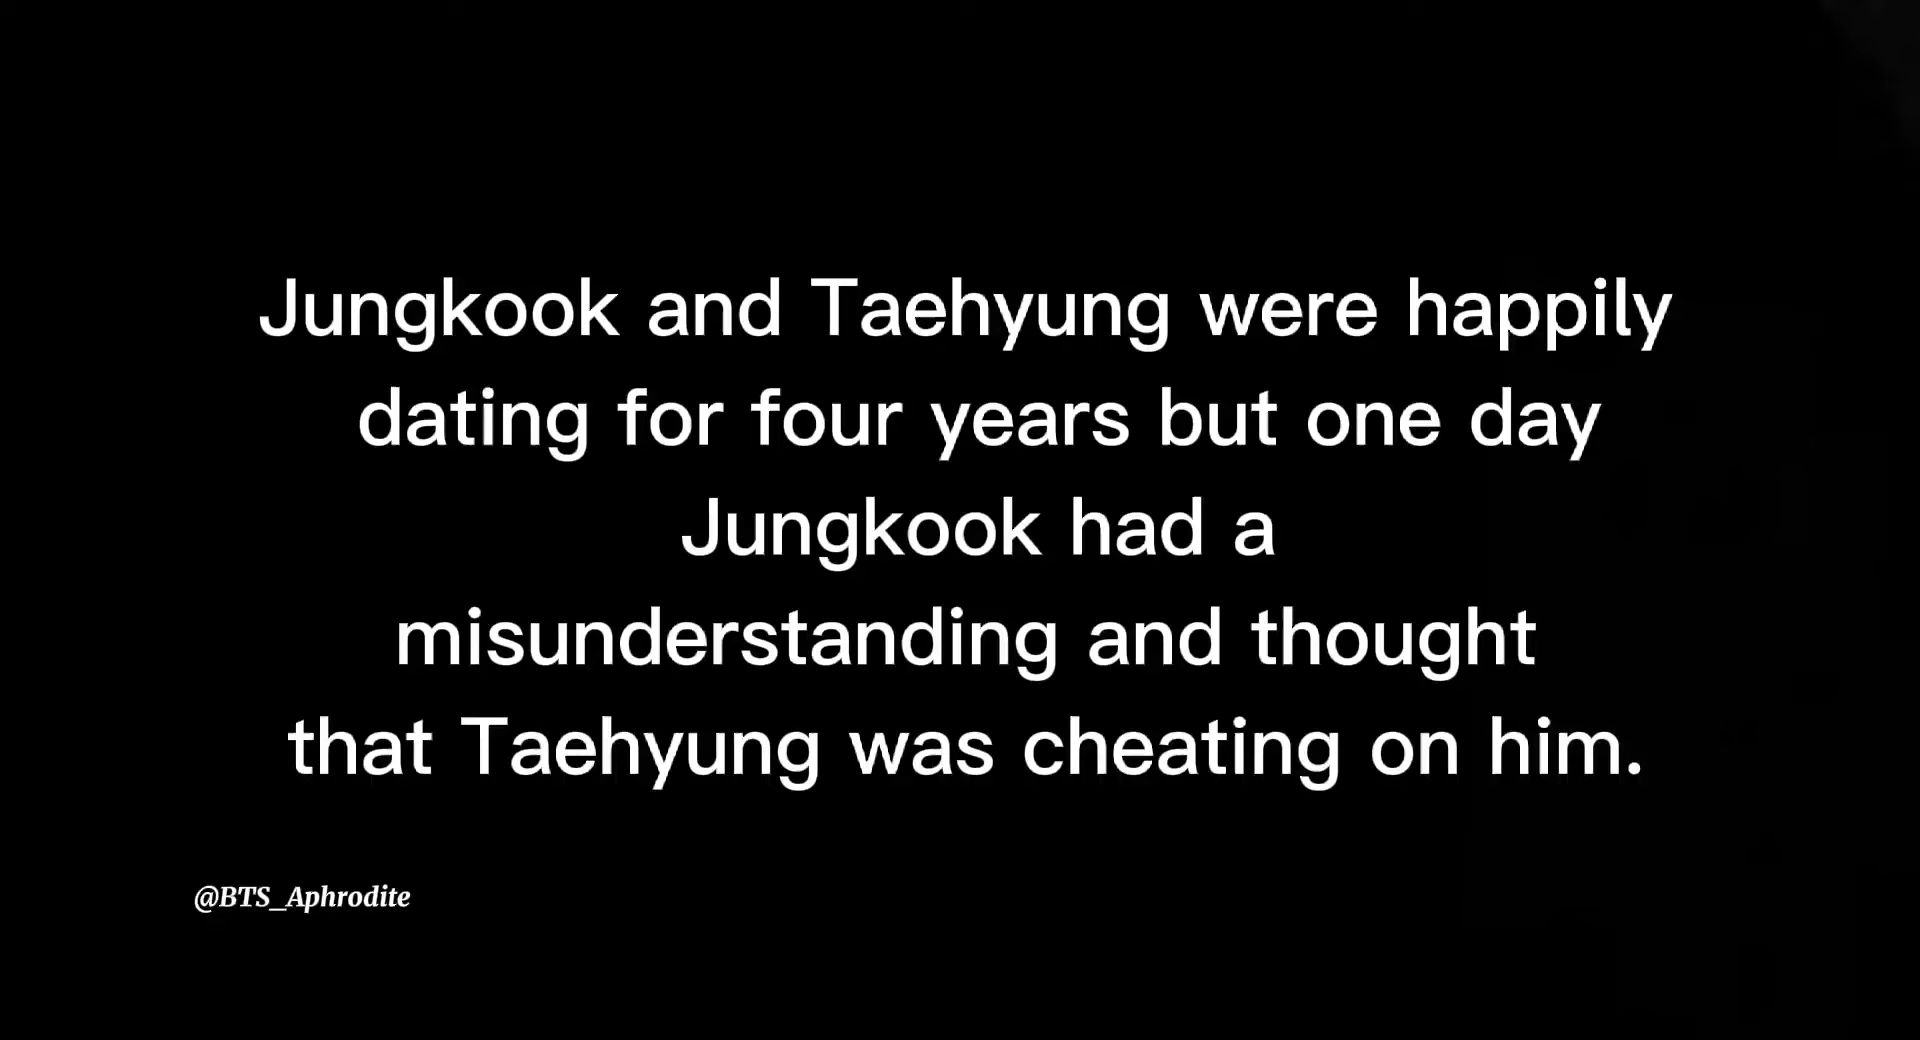 Jungkook and Taehyung were happily
dating for four years but one day
Jungkook had a
misunderstanding and thought
that Taehyung was cheating on him.
@BTS_Aphrodite